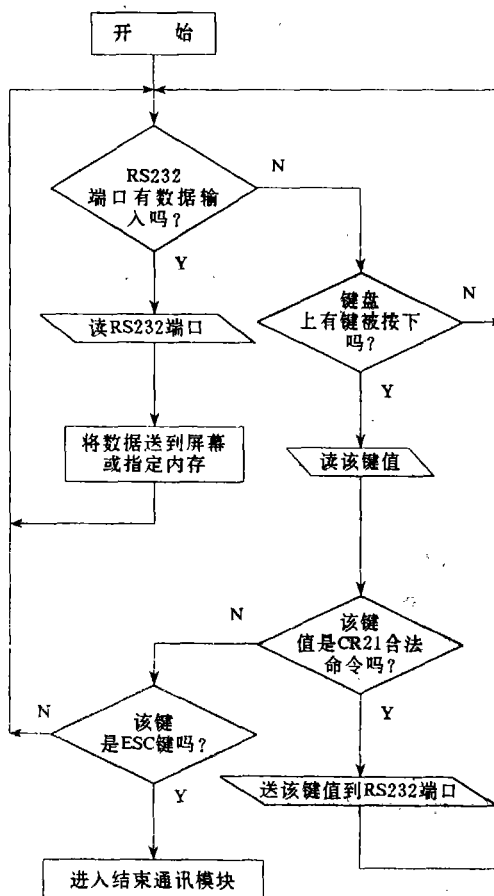 开 始
RS232
端口有数据输
入吗?
N
Y
键盘
上有键被按下
吗?
N
Y
读RS232端口
将数据送到屏幕
或指定内存
读该键值
N
该键
值是CR21合法
命令吗?
Y
N
该键
是ESC键吗?
Y
送该键值到RS232端口
进入结束通讯模块